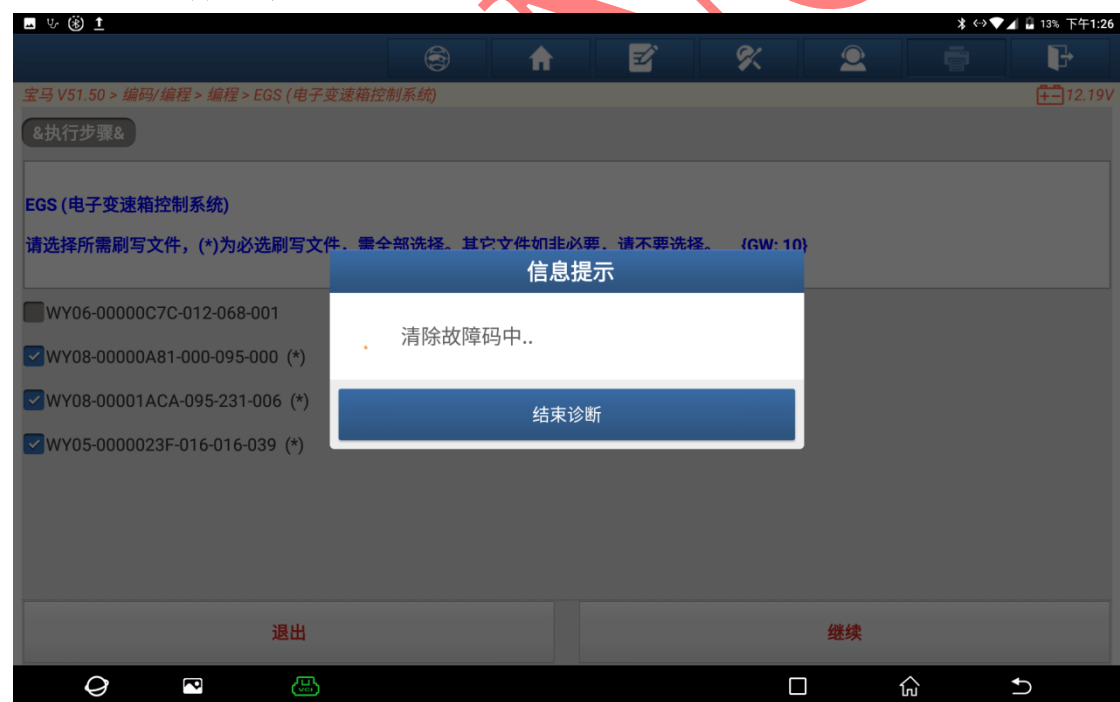 13% 下午1:26
宝马 V51.50 > 编码/编程 > 编程 > EGS (电子变速箱控制系统)
12.19V
&执行步骤&
EGS (电子变速箱控制系统)
请选择所需刷写文件，(*)为必选刷写文件，需全部选择。其它文件如非必要，请不要选择。 {GW: 10}
信息提示
WY06-00000C7C-012-068-001
清除故障码中..
WY08-00000A81-000-095-000 (*)
WY08-00001ACA-095-231-006 (*)
结束诊断
WY05-0000023F-016-016-039 (*)
退出
继续
VCI